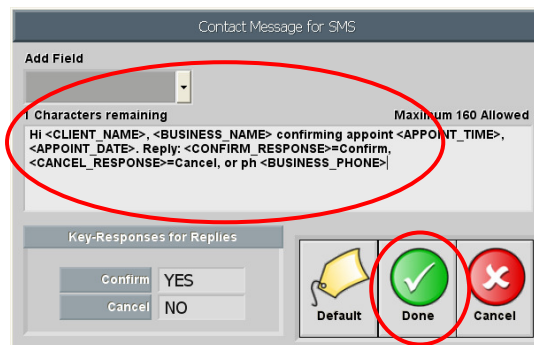 Contact Message for SMS
Add Field
1 Characters remaining Maximum 160 Allowed
Hi <CLIENT_NAME>, <BUSINESS_NAME> confirming appoint <APPOINT_TIME>,
<APPOINT_DATE>. Reply: <CONFIRM_RESPONSE>=Confirm,
<CANCEL_RESPONSE>=Cancel, or ph <BUSINESS_PHONE>
Key-Responses for Replies
Confirm YES
Cancel NO
Default Done Cancel